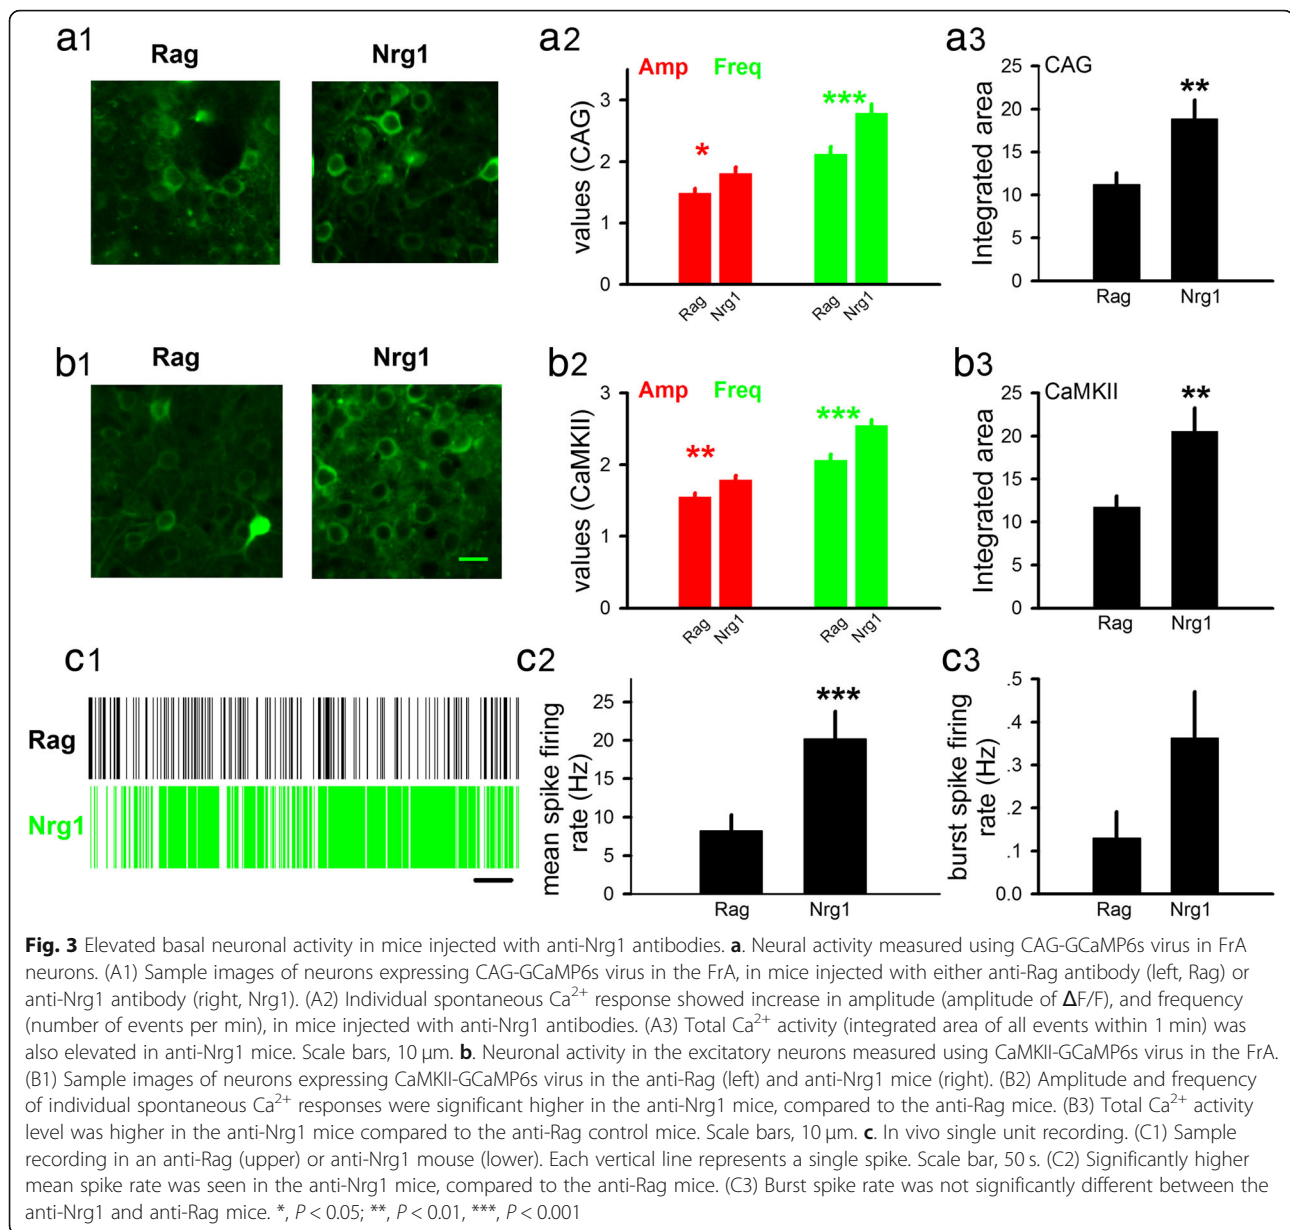 a1
Rag
Nrg1
a2
Amp
Freq
values (CAG)
3
2
1
0
*
***
Rag
Nrg1
Rag
Nrg1
a3
CAG
Integrated area
25
20
15
10
5
0
**
Rag
Nrg1
b1
Rag
Nrg1
b2
Amp
Freq
values (CaMKII)
3
2
1
0
**
***
Rag
Nrg1
Rag
Nrg1
b3
CaMKII
Integrated area
25
20
15
10
5
0
**
Rag
Nrg1
c1
Rag
Nrg1
c2
mean spike firing
rate (Hz)
25
20
15
10
5
0
***
Rag
Nrg1
c3
burst spike firing
rate (Hz)
.5
.4
.3
.2
.1
0.0
Rag
Nrg1
Fig. 3 Elevated basal neuronal activity in mice injected with anti-Nrg1 antibodies. a. Neural activity measured using CAG-GCaMP6s virus in FrA
neurons. (A1) Sample images of neurons expressing CAG-GCaMP6s virus in the FrA, in mice injected with either anti-Rag antibody (left, Rag) or
anti-Nrg1 antibody (right, Nrg1). (A2) Individual spontaneous Ca²⁺ response showed increase in amplitude (amplitude of ΔF/F), and frequency
(number of events per min), in mice injected with anti-Nrg1 antibodies. (A3) Total Ca²⁺ activity (integrated area of all events within 1 min) was
also elevated in anti-Nrg1 mice. Scale bars, 10 μm. b. Neuronal activity in the excitatory neurons measured using CaMKII-GCaMP6s virus in the FrA.
(B1) Sample images of neurons expressing CaMKII-GCaMP6s virus in the anti-Rag (left) and anti-Nrg1 mice (right). (B2) Amplitude and frequency
of individual spontaneous Ca²⁺ responses were significant higher in the anti-Nrg1 mice, compared to the anti-Rag mice. (B3) Total Ca²⁺ activity
level was higher in the anti-Nrg1 mice compared to the anti-Rag control mice. Scale bars, 10 μm. c. In vivo single unit recording. (C1) Sample
recording in an anti-Rag (upper) or anti-Nrg1 mouse (lower). Each vertical line represents a single spike. Scale bar, 50 s. (C2) Significantly higher
mean spike rate was seen in the anti-Nrg1 mice, compared to the anti-Rag mice. (C3) Burst spike rate was not significantly different between the
anti-Nrg1 and anti-Rag mice. *, P < 0.05; **, P < 0.01, ***, P < 0.001